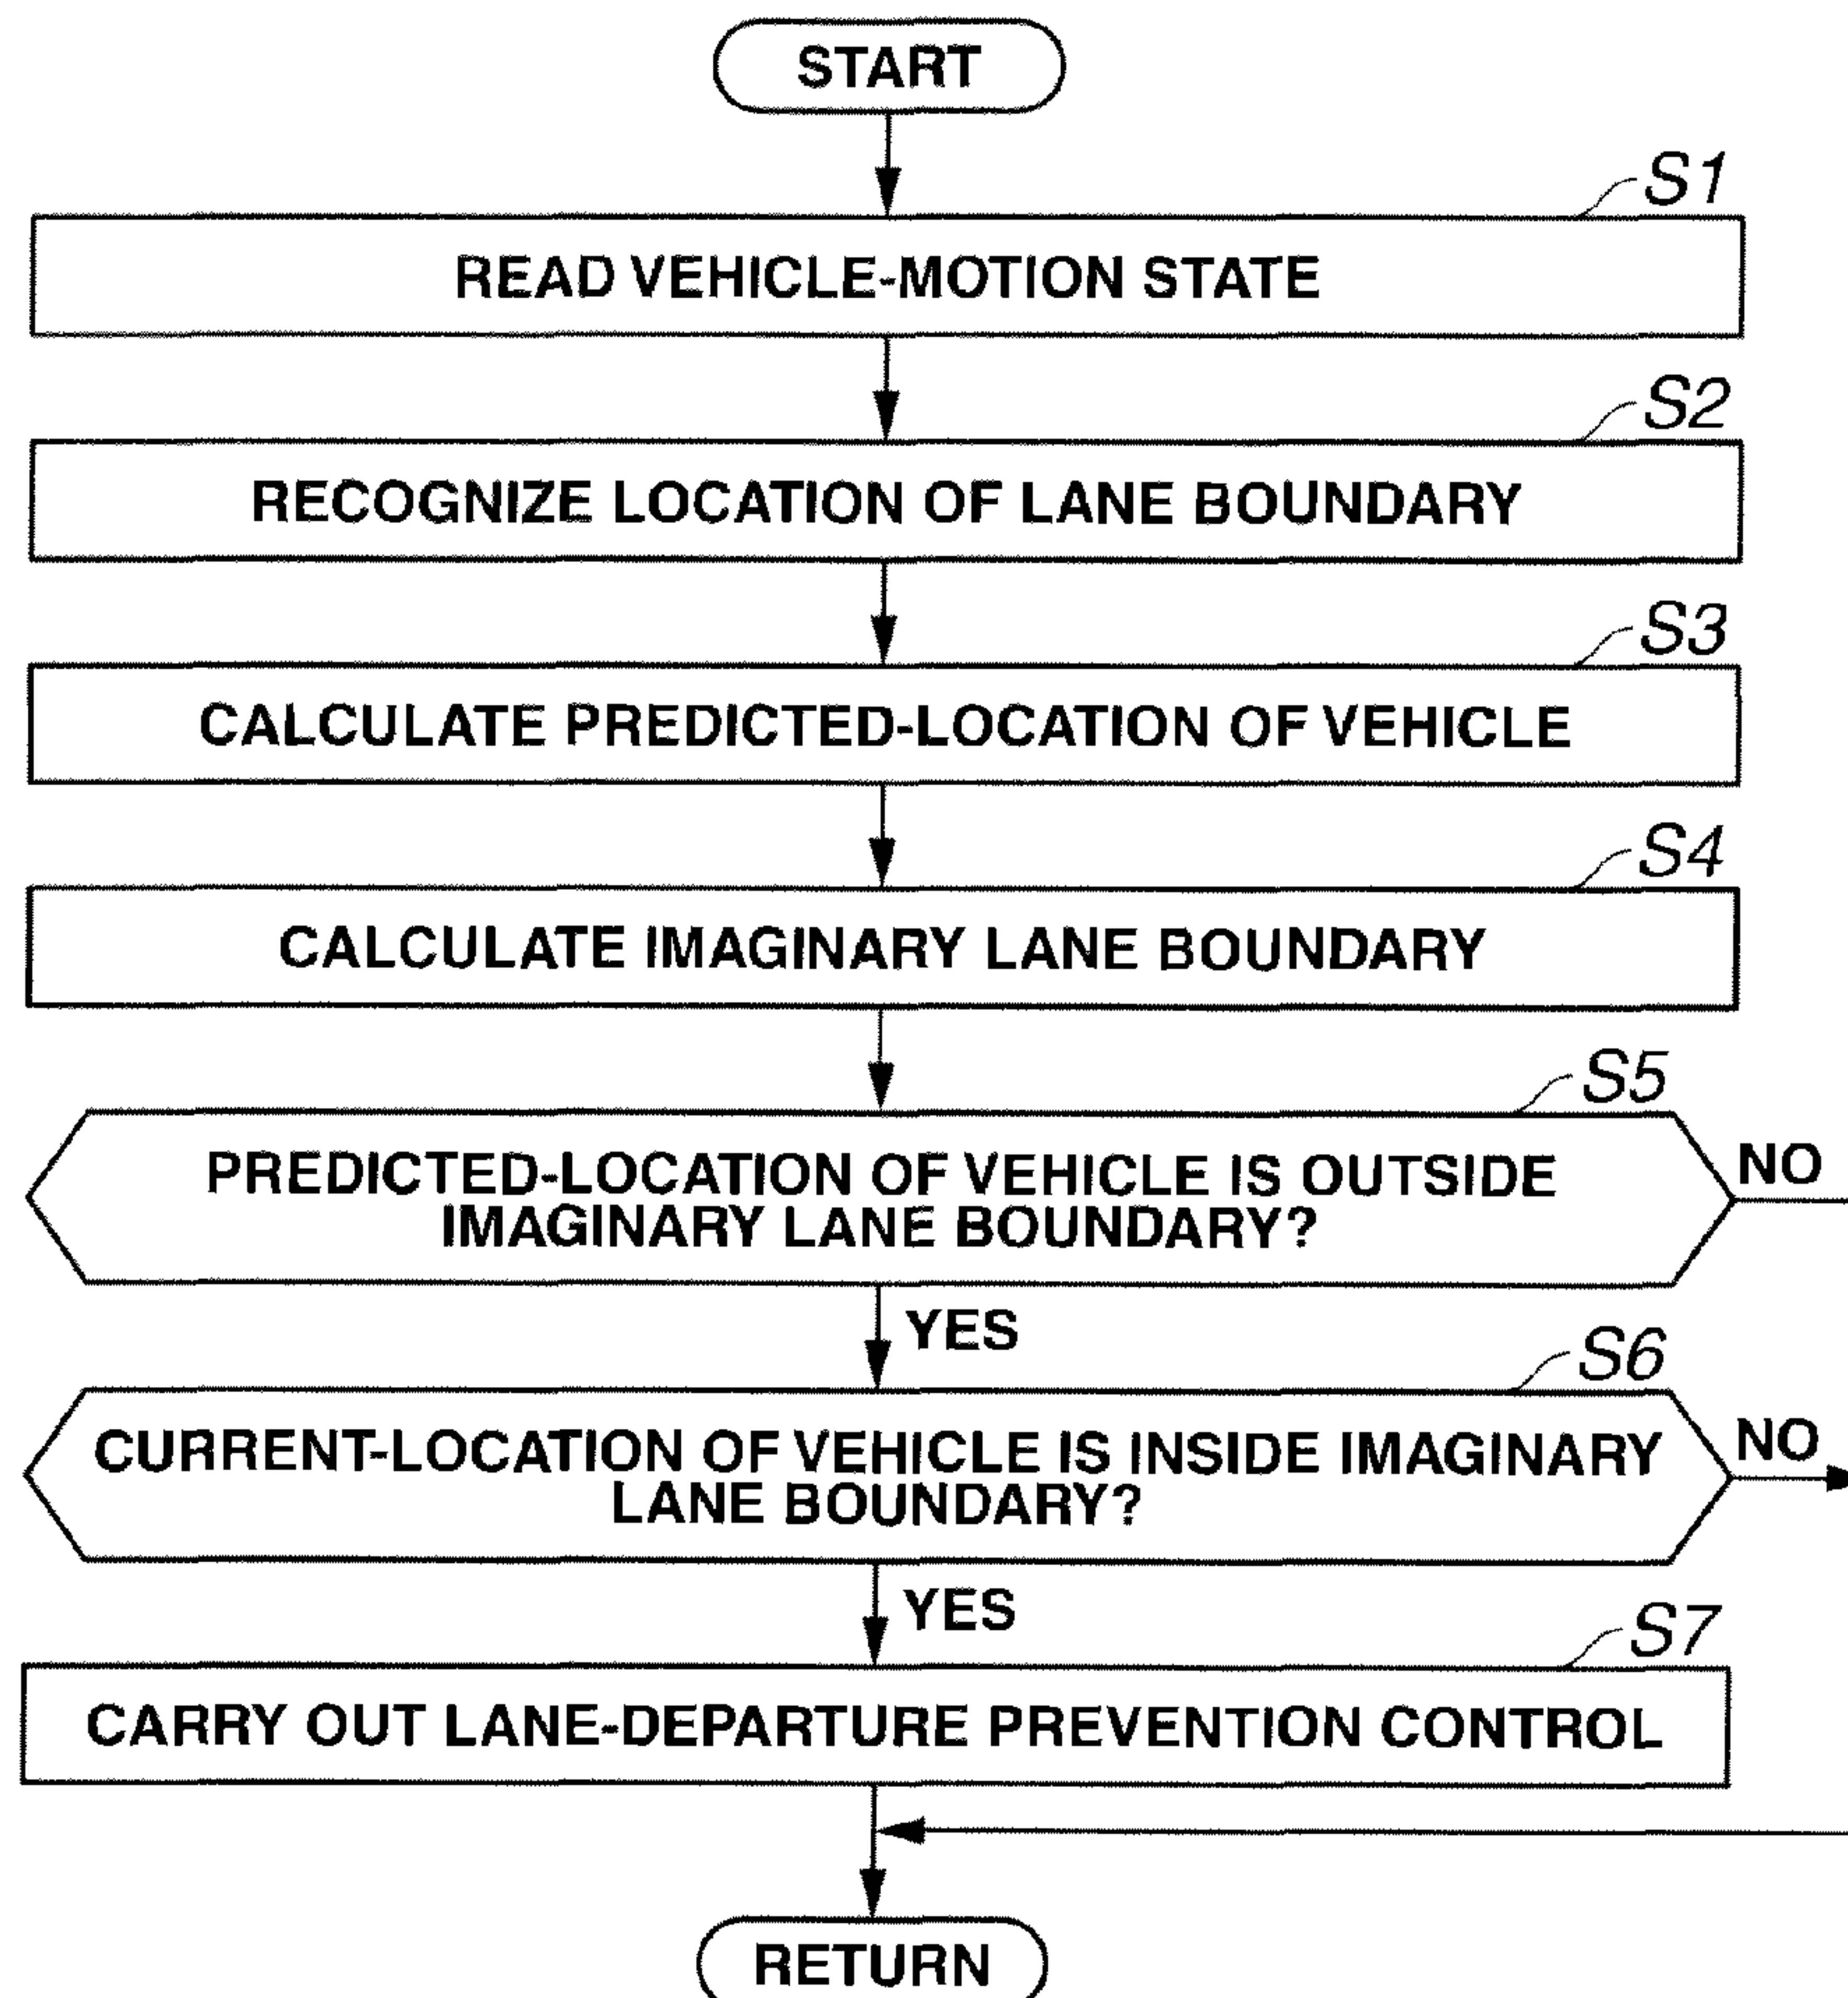 START
S1
READ VEHICLE-MOTION STATE
S2
RECOGNIZE LOCATION OF LANE BOUNDARY
S3
CALCULATE PREDICTED-LOCATION OF VEHICLE
S4
CALCULATE IMAGINARY LANE BOUNDARY
S5
PREDICTED-LOCATION OF VEHICLE IS OUTSIDE
IMAGINARY LANE BOUNDARY?
NO
YES
S6
CURRENT-LOCATION OF VEHICLE IS INSIDE IMAGINARY
LANE BOUNDARY?
NO
YES
S7
CARRY OUT LANE-DEPARTURE PREVENTION CONTROL
RETURN